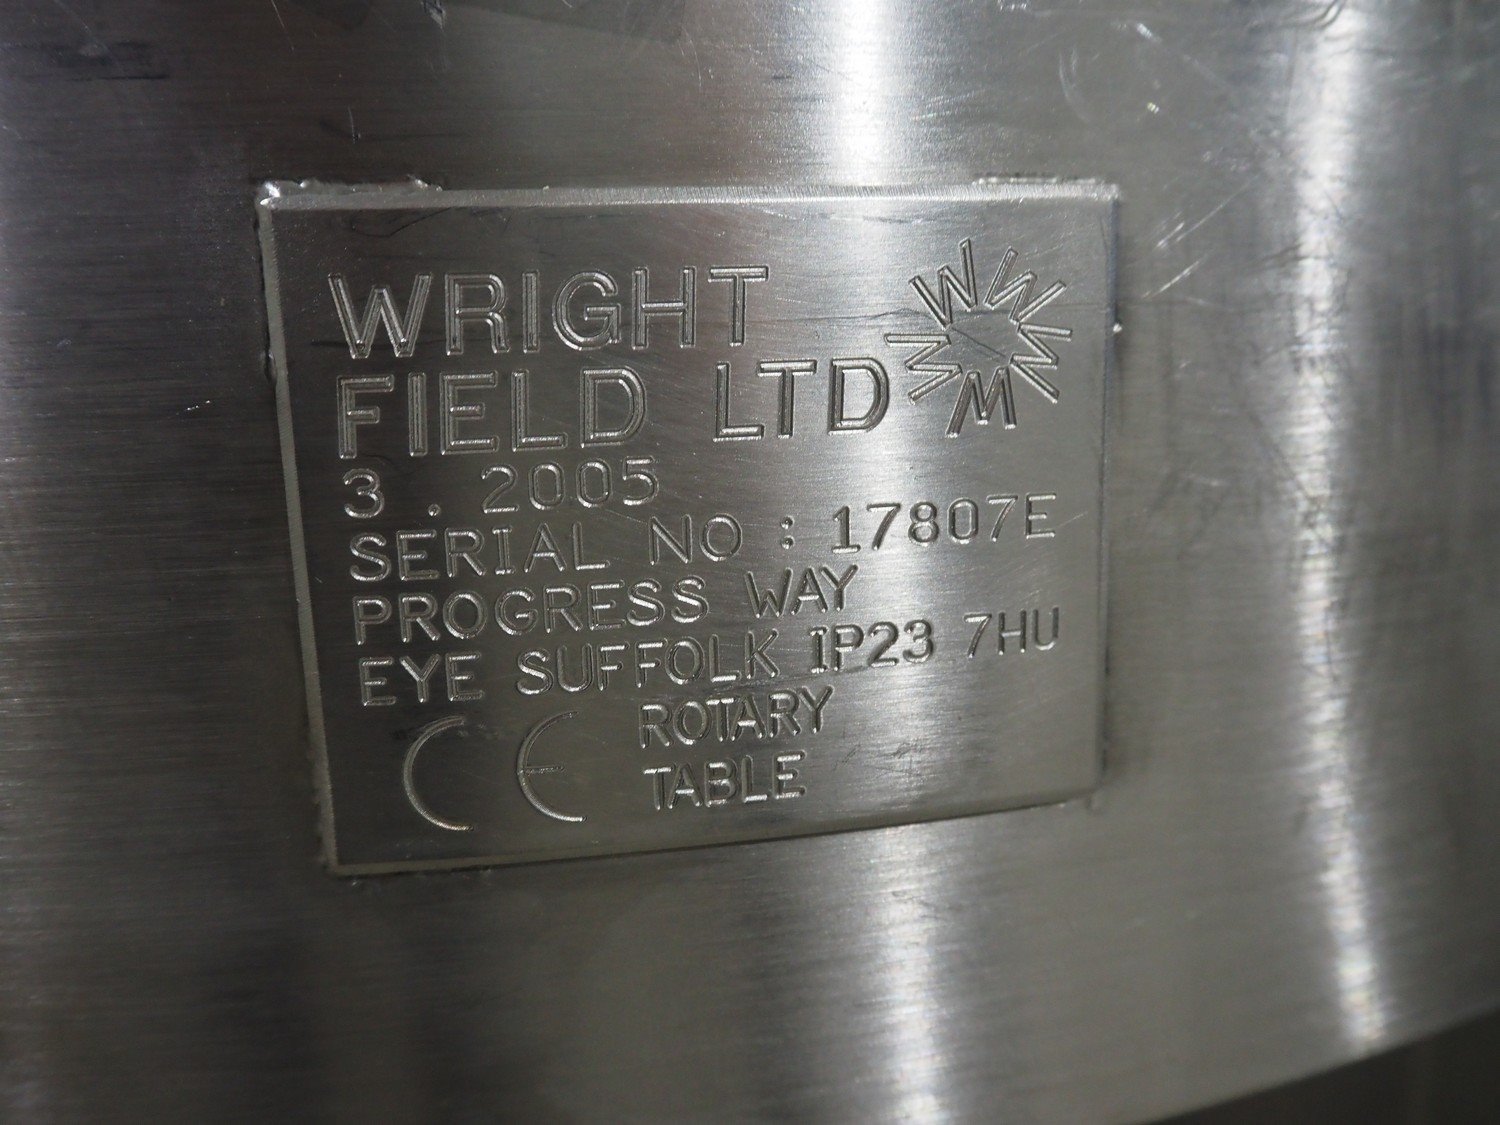 WRIGHT
FIELD LTD
3 . 2005
SERIAL NO : 17807E
PROGRESS WAY
EYE SUFFOLK IP23 7HU
CE ROTARY
TABLE